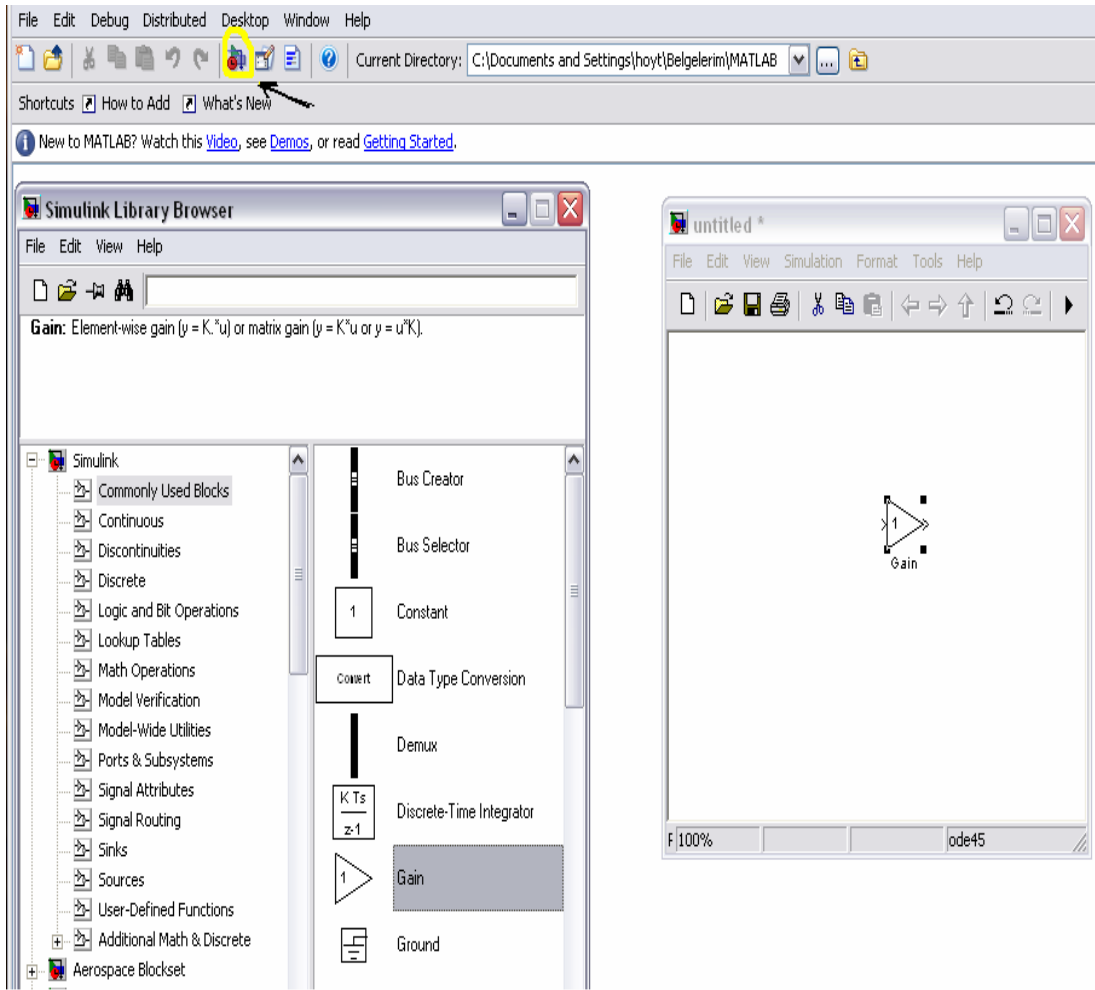 File Edit Debug Distributed Desktop Window Help
Current Directory: C:\Documents and Settings\hoyt\Belgelerim\MATLAB
Shortcuts How to Add What's New
New to MATLAB? Watch this Video, see Demos, or read Getting Started.
Simulink Library Browser
File Edit View Help
Gain: Element-wise gain (y = K.*u) or matrix gain (y = K*u or y = u*K).
Simulink
Commonly Used Blocks
Continuous
Discontinuities
Discrete
Logic and Bit Operations
Lookup Tables
Math Operations
Model Verification
Model-Wide Utilities
Ports & Subsystems
Signal Attributes
Signal Routing
Sinks
Sources
User-Defined Functions
Additional Math & Discrete
Aerospace Blockset
Bus Creator
Bus Selector
1 Constant
Convert Data Type Conversion
Demux
K Ts
z-1
Discrete-Time Integrator
1 Gain
Ground
untitled *
File Edit View Simulation Format Tools Help
1
Gain
F 100% ode45